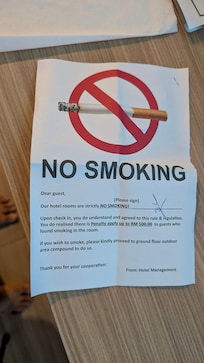 NO SMOKING
Dear guest,
(Please sign)
Our hotel rooms are strictly NO SMOKING!
Upon check in, you do understand and agreed to this rule & regulation.
You do realised there is Penalty apply up to RM 500.00 to guests who
found smoking in the room.
If you wish to smoke, please kindly proceed to ground floor outdoor
area compound to do so.
thank you for your cooperation.
From: Hotel Management